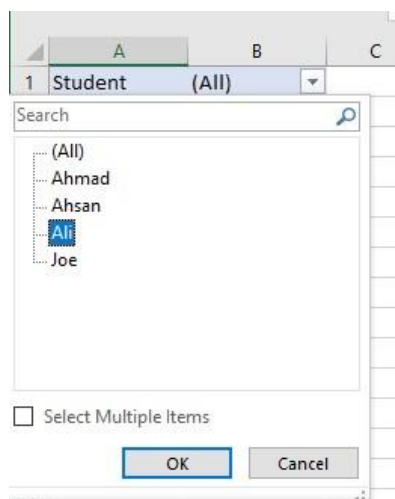 A B C
1 Student (All)
Search
(All)
Ahmad
Ahsan
Ali
Joe
Select Multiple Items
OK Cancel